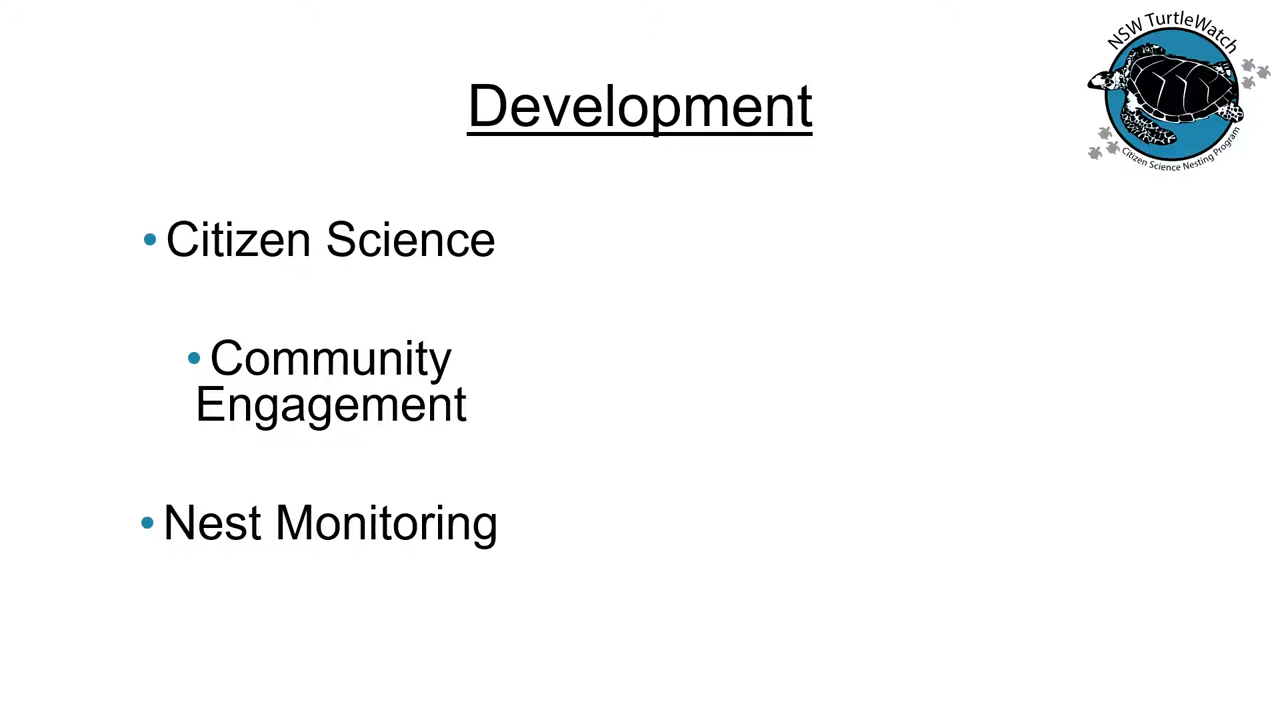 NSW TurtleWatch
Development
• Citizen Science
• Community
Engagement
• Nest Monitoring
Citizen Science Nesting Program